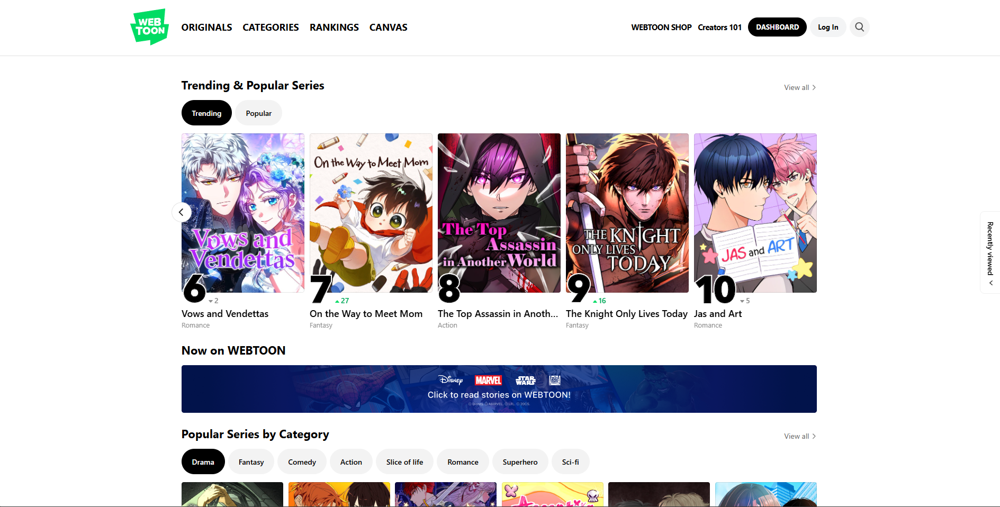 WEB
TOON
ORIGINALS
CATEGORIES
RANKINGS
CANVAS
WEBTOON SHOP
Creators 101
DASHBOARD
Log In
Trending & Popular Series
View all
Trending
Popular
Vows and
Vendettas
On the Way to Meet Mom
The Top
Assassin
in Another World
THE KNIGHT
ONLY LIVES
TODAY
JAS and ART
6
2
7
27
8
9
16
10
5
Vows and Vendettas
Romance
On the Way to Meet Mom
Fantasy
The Top Assassin in Anoth...
Action
The Knight Only Lives Today
Fantasy
Jas and Art
Romance
Recently viewed
Now on WEBTOON
Disney
MARVEL
STAR
WARS
Click to read stories on WEBTOON!
© Disney. © MARVEL. © LFL. © 20CS.
Popular Series by Category
View all
Drama
Fantasy
Comedy
Action
Slice of life
Romance
Superhero
Sci-fi